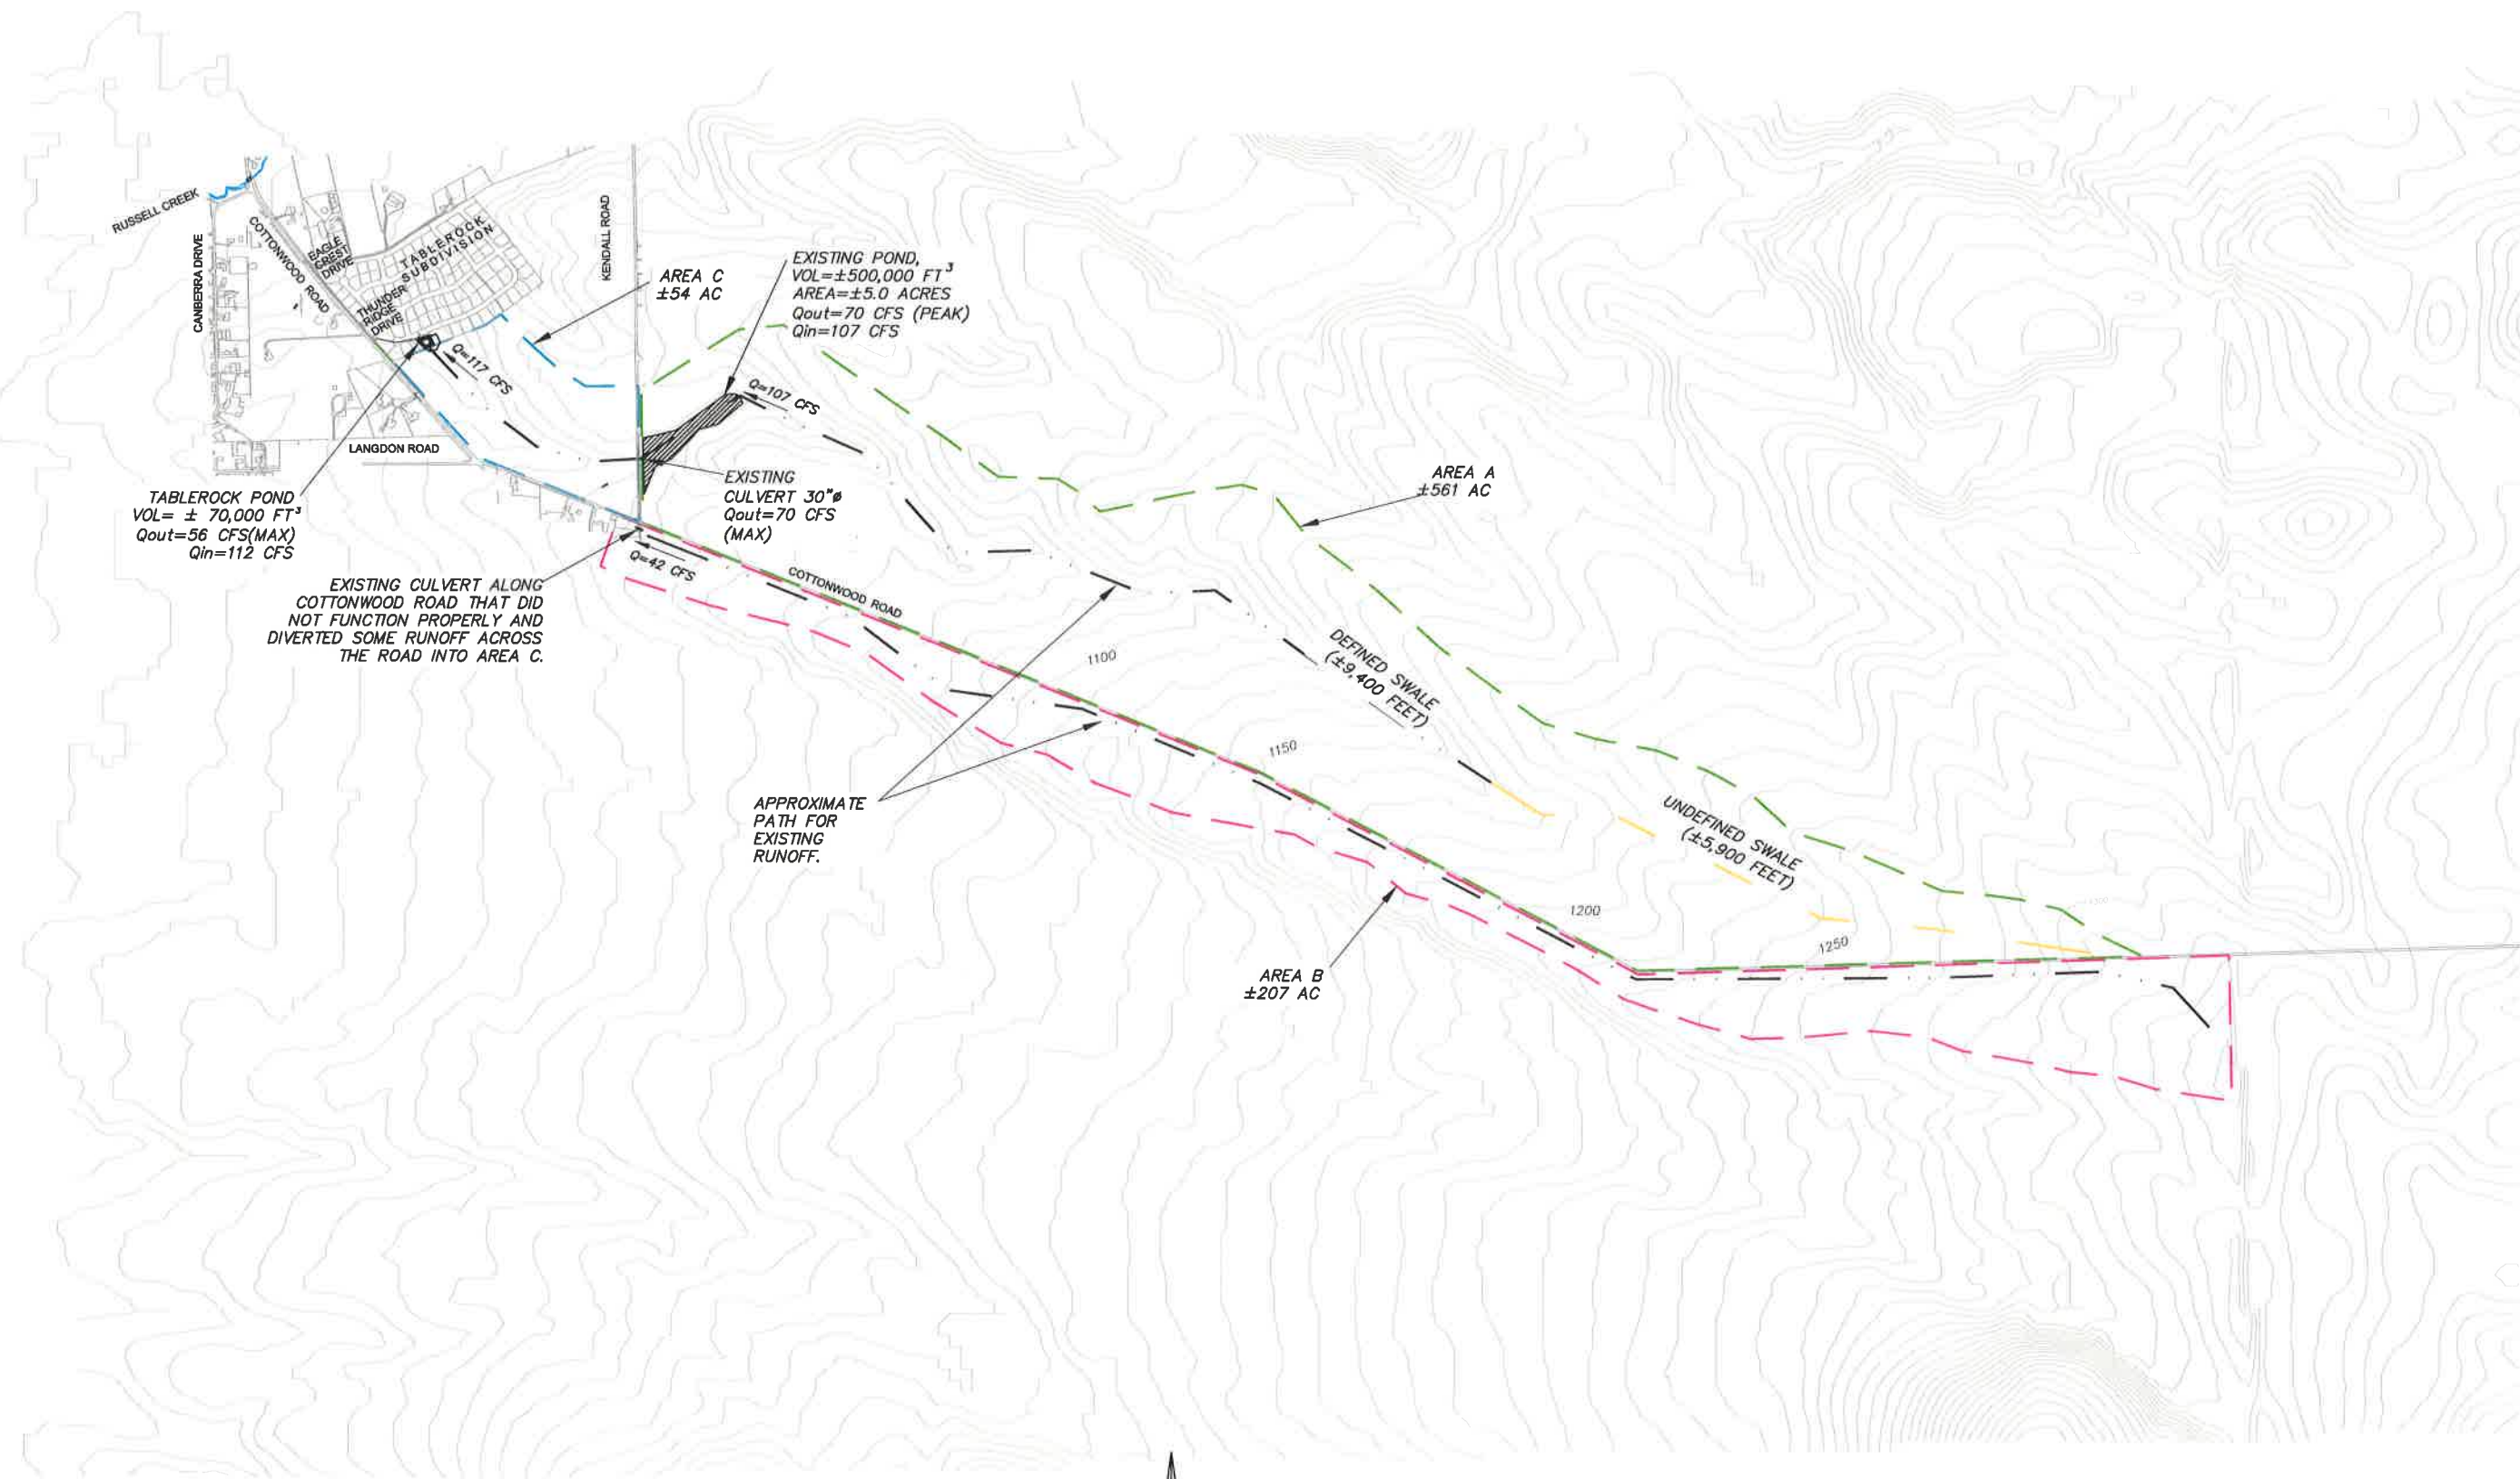 RUSSELL CREEK
CANBERRA DRIVE
COTTONWOOD ROAD
EAGLE
CREST
DRIVE
TABLEROCK
SUBDIVISION
THUNDER
RIDGE
DRIVE
KENDALL ROAD
AREA C
±54 AC
EXISTING POND,
VOL=±500,000 FT³
AREA=±5.0 ACRES
Qout=70 CFS (PEAK)
Qin=107 CFS
Q=117 CFS
Q=107 CFS
LANGDON ROAD
TABLEROCK POND
VOL= ± 70,000 FT³
Qout=56 CFS(MAX)
Qin=112 CFS
EXISTING
CULVERT 30"ø
Qout=70 CFS
(MAX)
AREA A
±561 AC
Q=42 CFS
COTTONWOOD ROAD
EXISTING CULVERT ALONG
COTTONWOOD ROAD THAT DID
NOT FUNCTION PROPERLY AND
DIVERTED SOME RUNOFF ACROSS
THE ROAD INTO AREA C.
1100
DEFINED SWALE
(±9,400 FEET)
1150
APPROXIMATE
PATH FOR
EXISTING
RUNOFF.
UNDEFINED SWALE
(±5,900 FEET)
1200
1250
AREA B
±207 AC